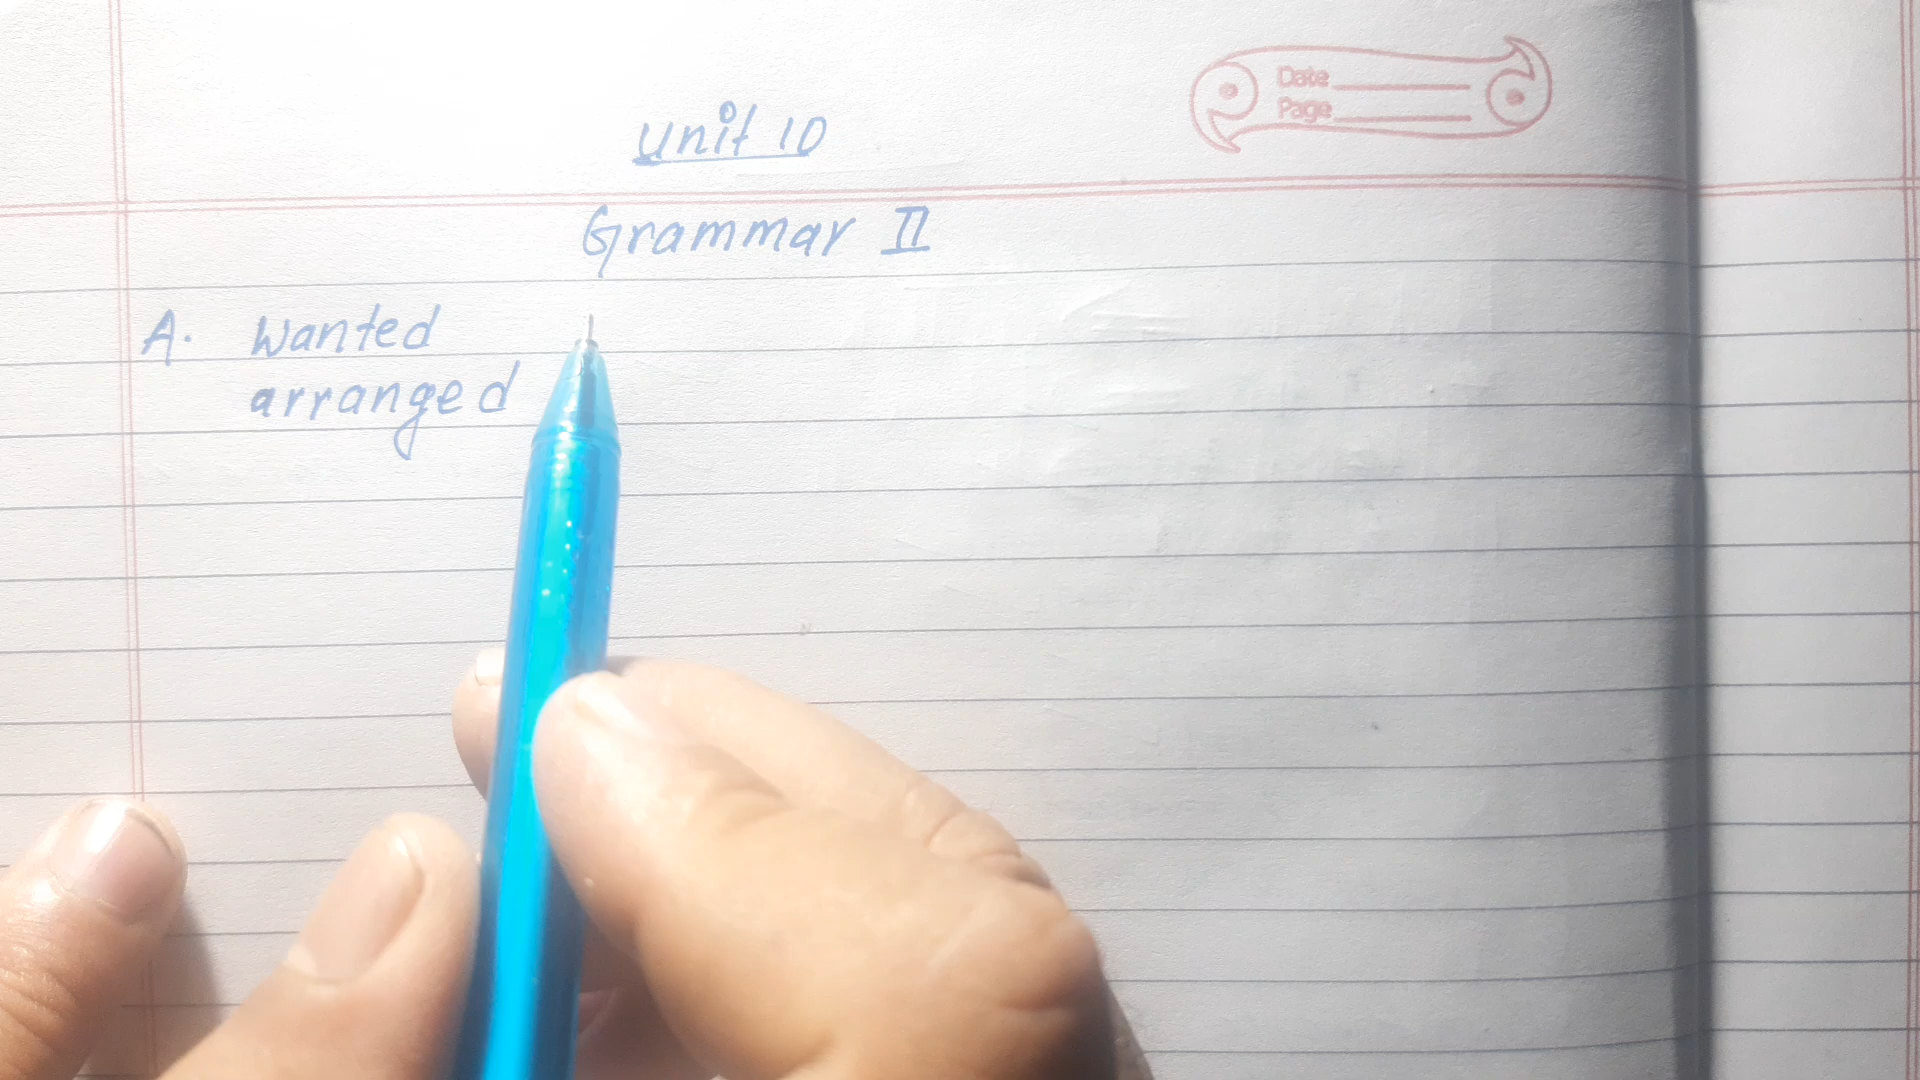 Date
Page
Unit 10
Grammar II
A. Wanted
arranged